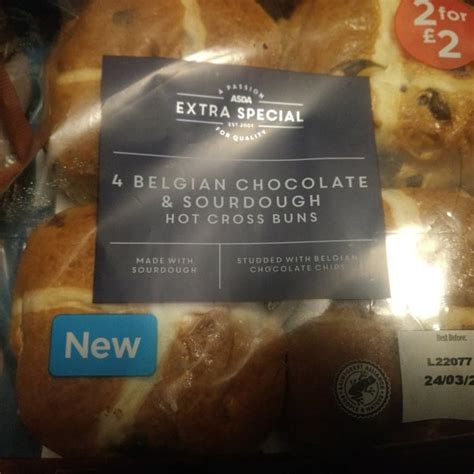 2 for
£2
A PASSION
ASDA
EXTRA SPECIAL
EST. 2001
FOR QUALITY
4 BELGIAN CHOCOLATE
& SOURDOUGH
HOT CROSS BUNS
MADE WITH
SOURDOUGH
STUDDED WITH BELGIAN
CHOCOLATE CHIPS
New
Best Before:
L22077
24/03/2